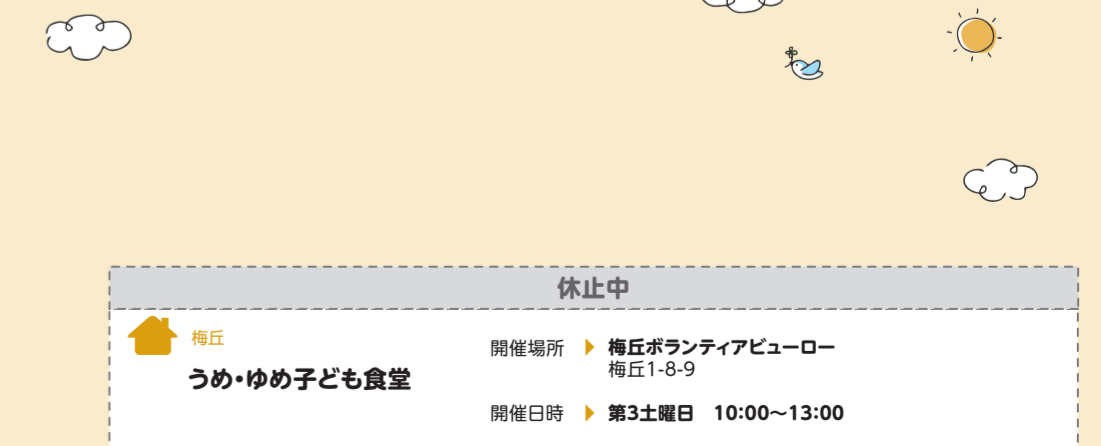 休止中
梅丘
うめ・ゆめ子ども食堂
開催場所 梅丘ボランティアビューロー
梅丘1-8-9
開催日時 第3土曜日 10:00〜13:00